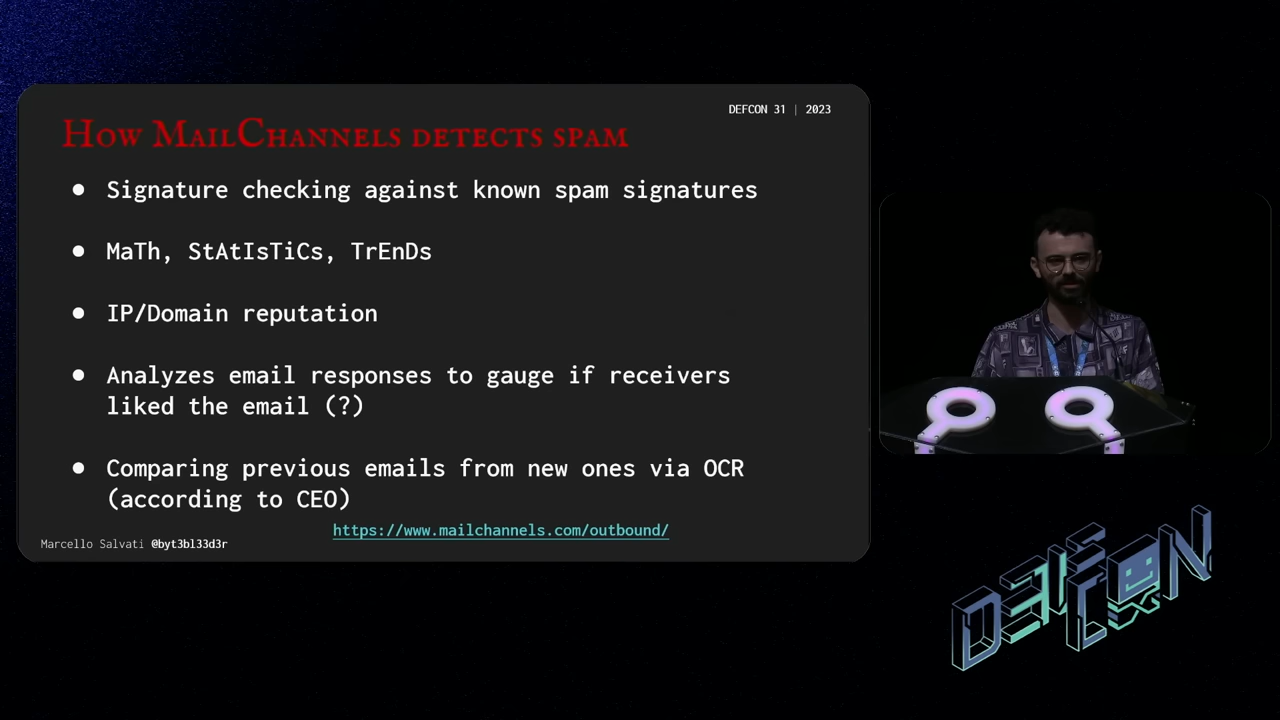 DEFCON 31 | 2023
How MailChannels detects spam
● Signature checking against known spam signatures
● MaTh, StAtIsTiCs, TrEnDs
● IP/Domain reputation
● Analyzes email responses to gauge if receivers
liked the email (?)
● Comparing previous emails from new ones via OCR
(according to CEO)
https://www.mailchannels.com/outbound/
Marcello Salvati @byt3bl33d3r
DEFCON